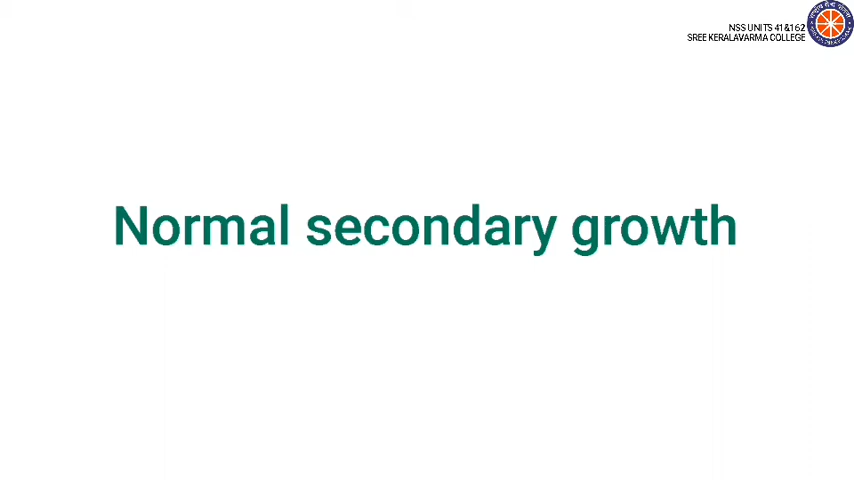 NSS UNITS 41&162
SREE KERALAVARMA COLLEGE
Normal secondary growth